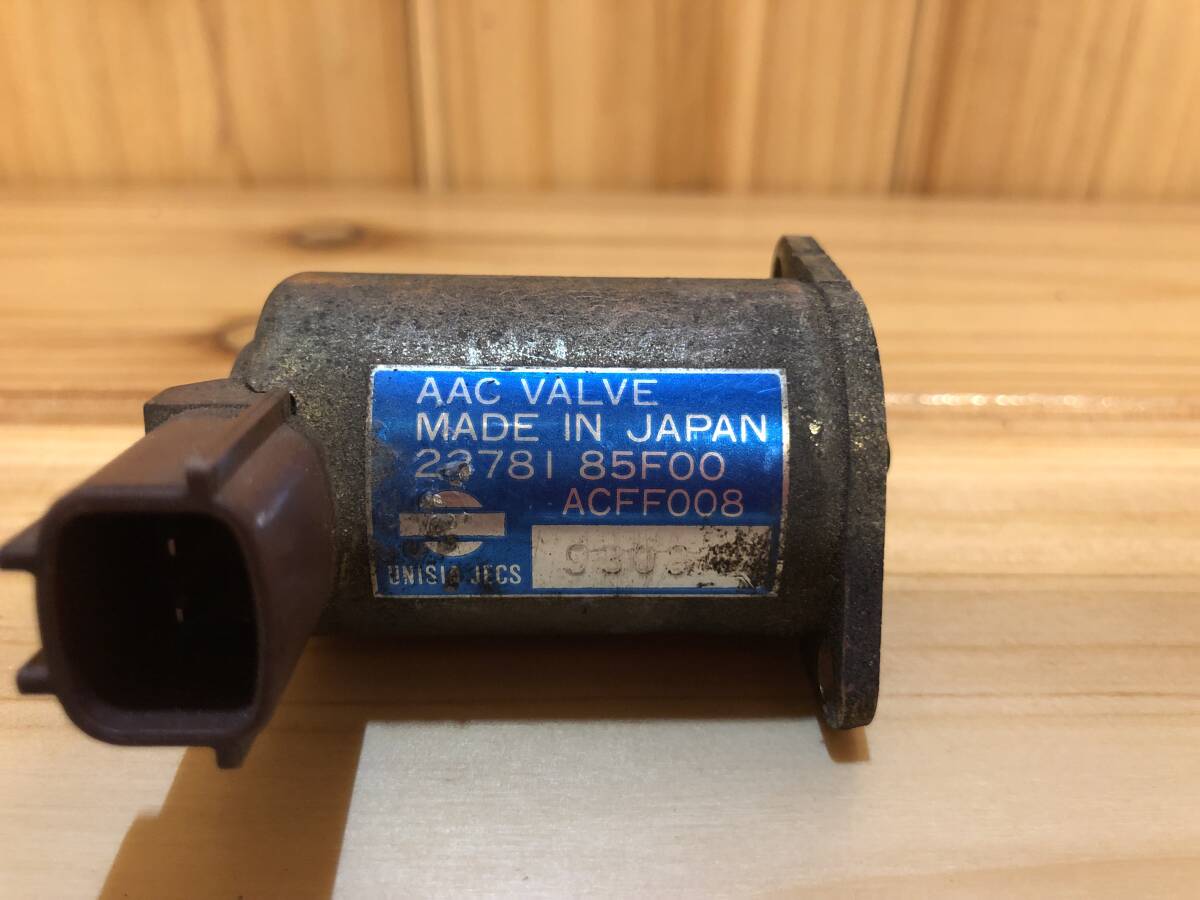 AAC VALVE
MADE IN JAPAN
23781 85F00
ACFF008
UNISIA JECS